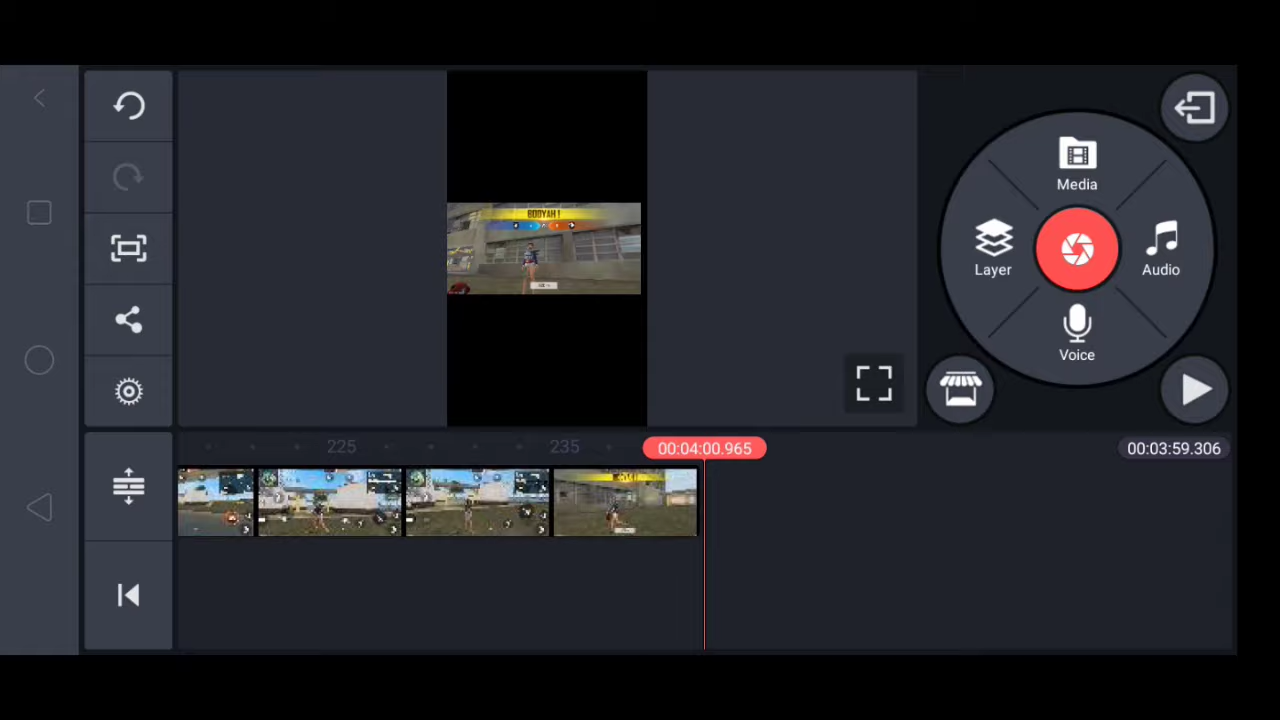 BOOYAH !
Media
Layer
Audio
Voice
225
235
00:04:00.965
00:03:59.306